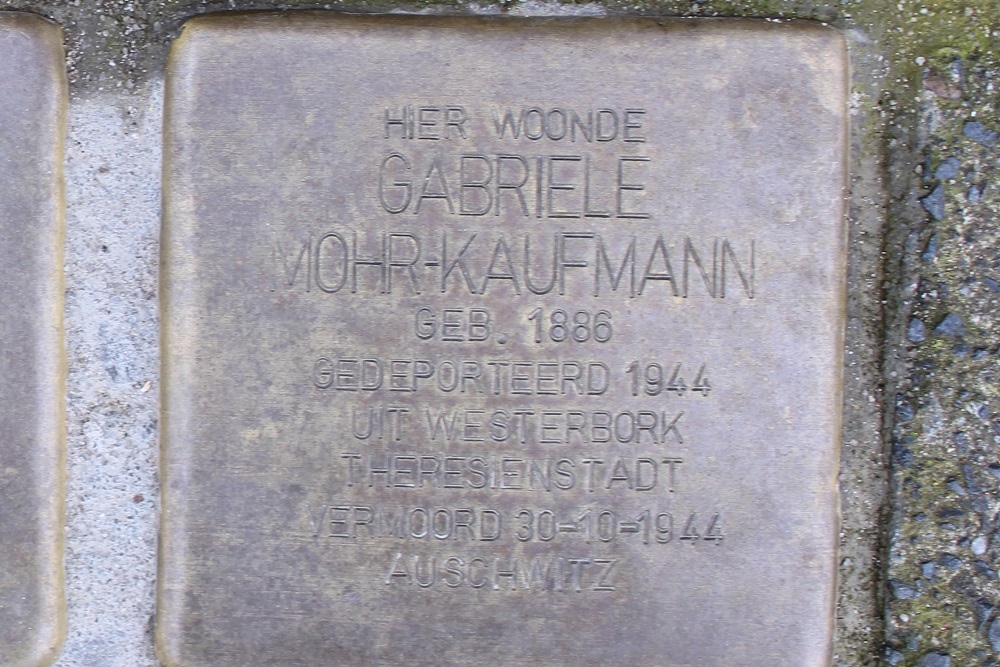 HIER WOONDE
GABRIELE
MOHR-KAUFMANN
GEB. 1886
GEDEPORTEERD 1944
UIT WESTERBORK
THERESIENSTADT
VERMOORD 30-10-1944
AUSCHWITZ